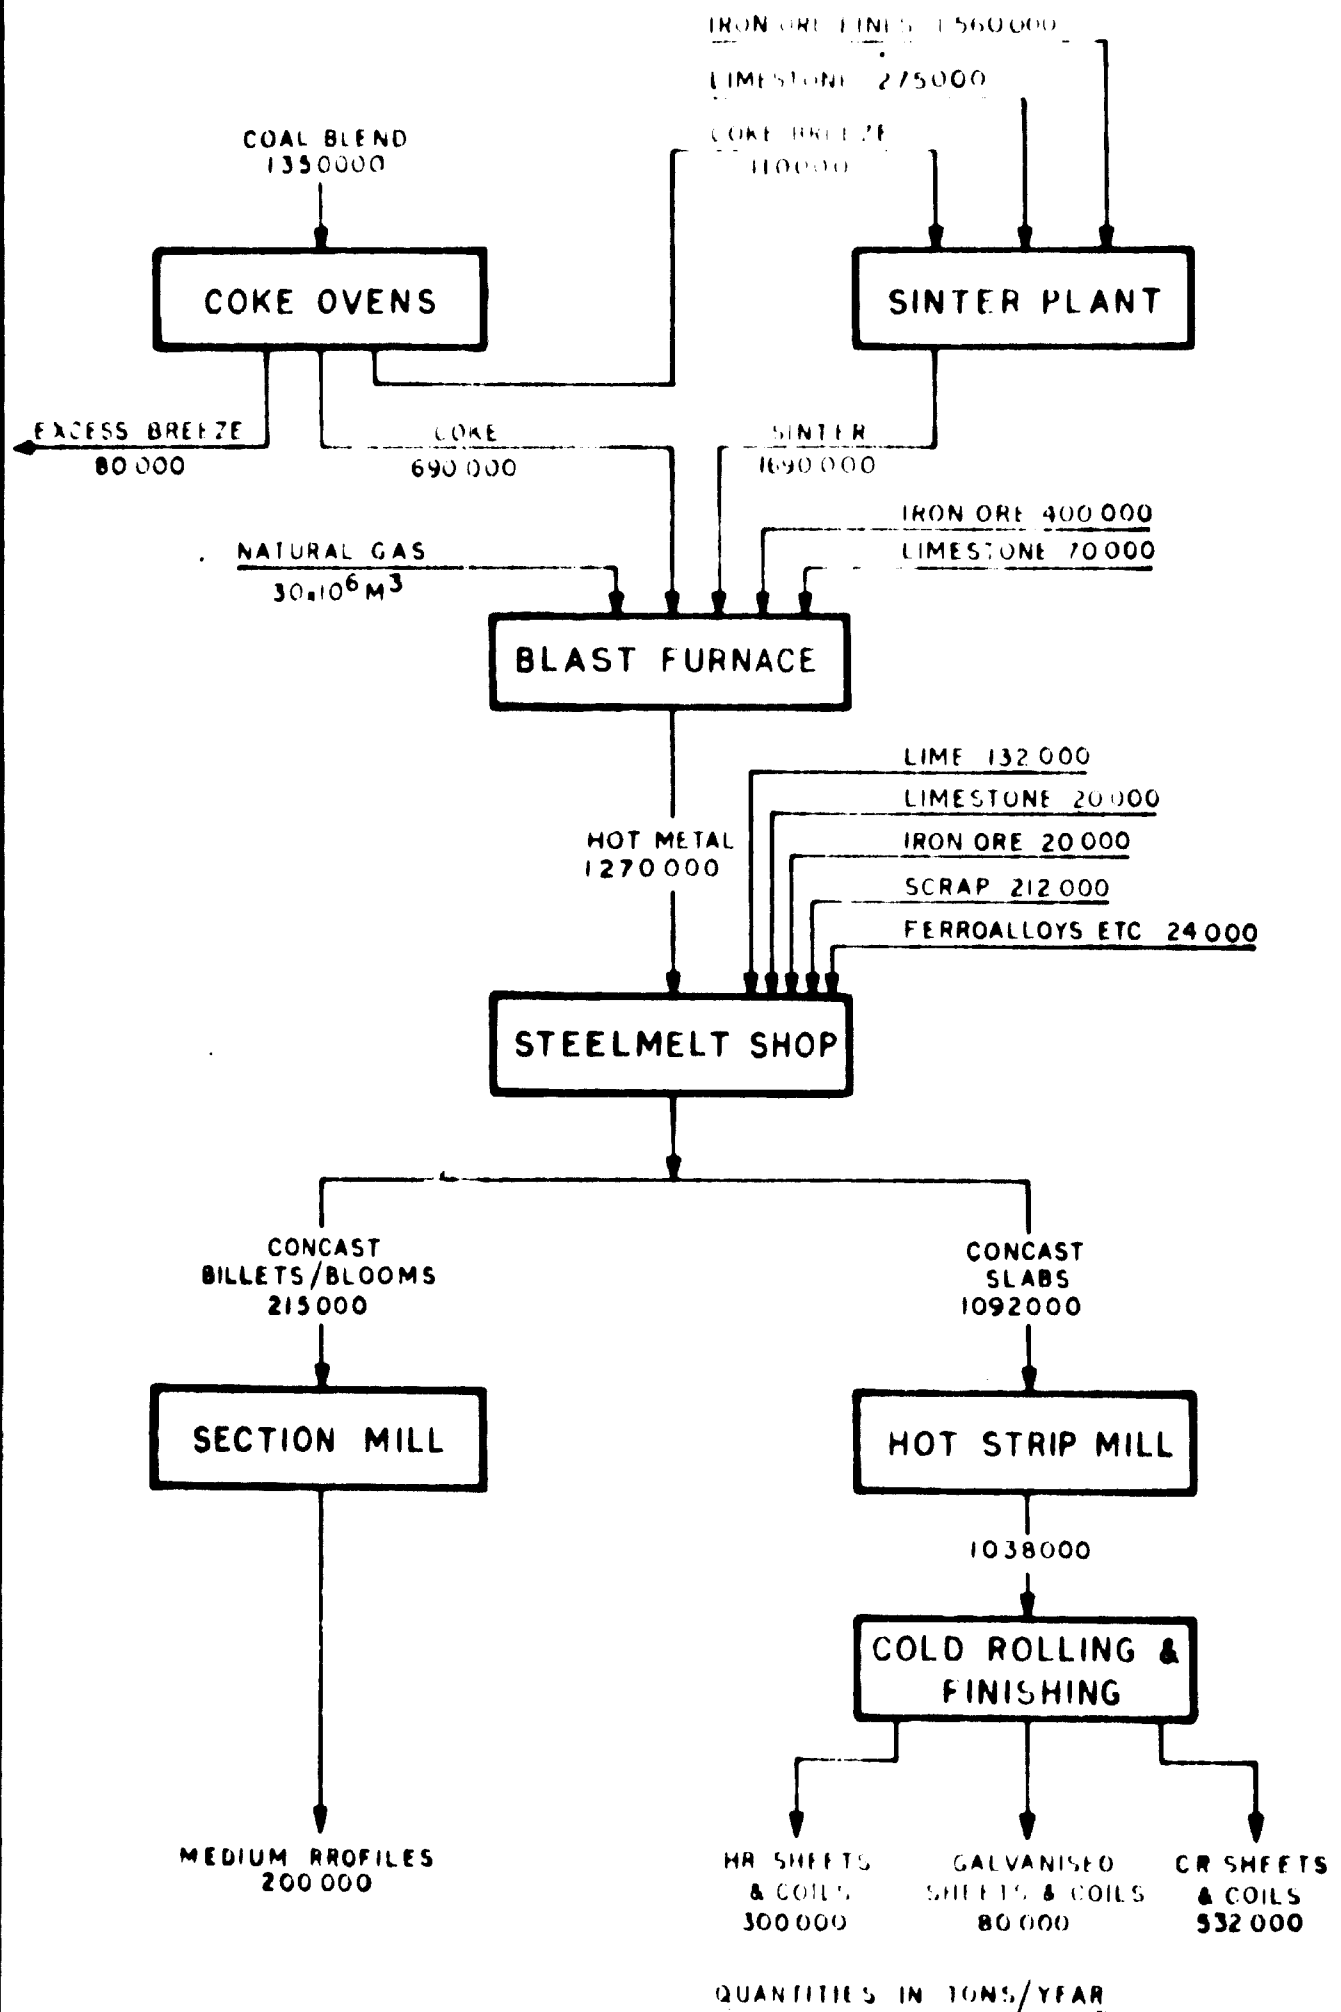 IRON ORE FINES 1560000
LIMESTONE 275000
COKE BREEZE
110000
COAL BLEND
1350000
COKE OVENS
SINTER PLANT
EXCESS BREEZE
80 000
COKE
690 000
SINTER
1690 000
IRON ORE 400 000
LIMESTONE 70 000
NATURAL GAS
30x10⁶ M³
BLAST FURNACE
LIME 132 000
LIMESTONE 20 000
HOT METAL
1270 000
IRON ORE 20 000
SCRAP 212 000
FERROALLOYS ETC 24 000
STEELMELT SHOP
CONCAST
BILLETS/BLOOMS
215000
CONCAST
SLABS
1092000
SECTION MILL
HOT STRIP MILL
1038000
COLD ROLLING &
FINISHING
MEDIUM RROFILES
200 000
HR SHEETS
& COILS
300 000
GALVANISED
SHEETS & COILS
80 000
CR SHEETS
& COILS
532 000
QUANTITIES IN TONS/YEAR